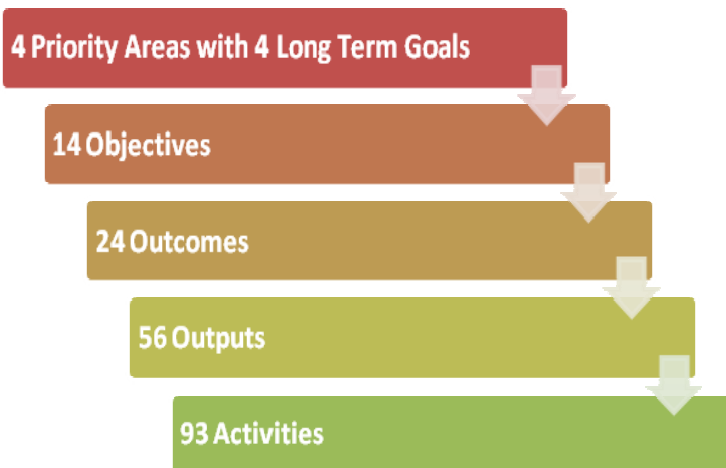 4 Priority Areas with 4 Long Term Goals
14 Objectives
24 Outcomes
56 Outputs
93 Activities